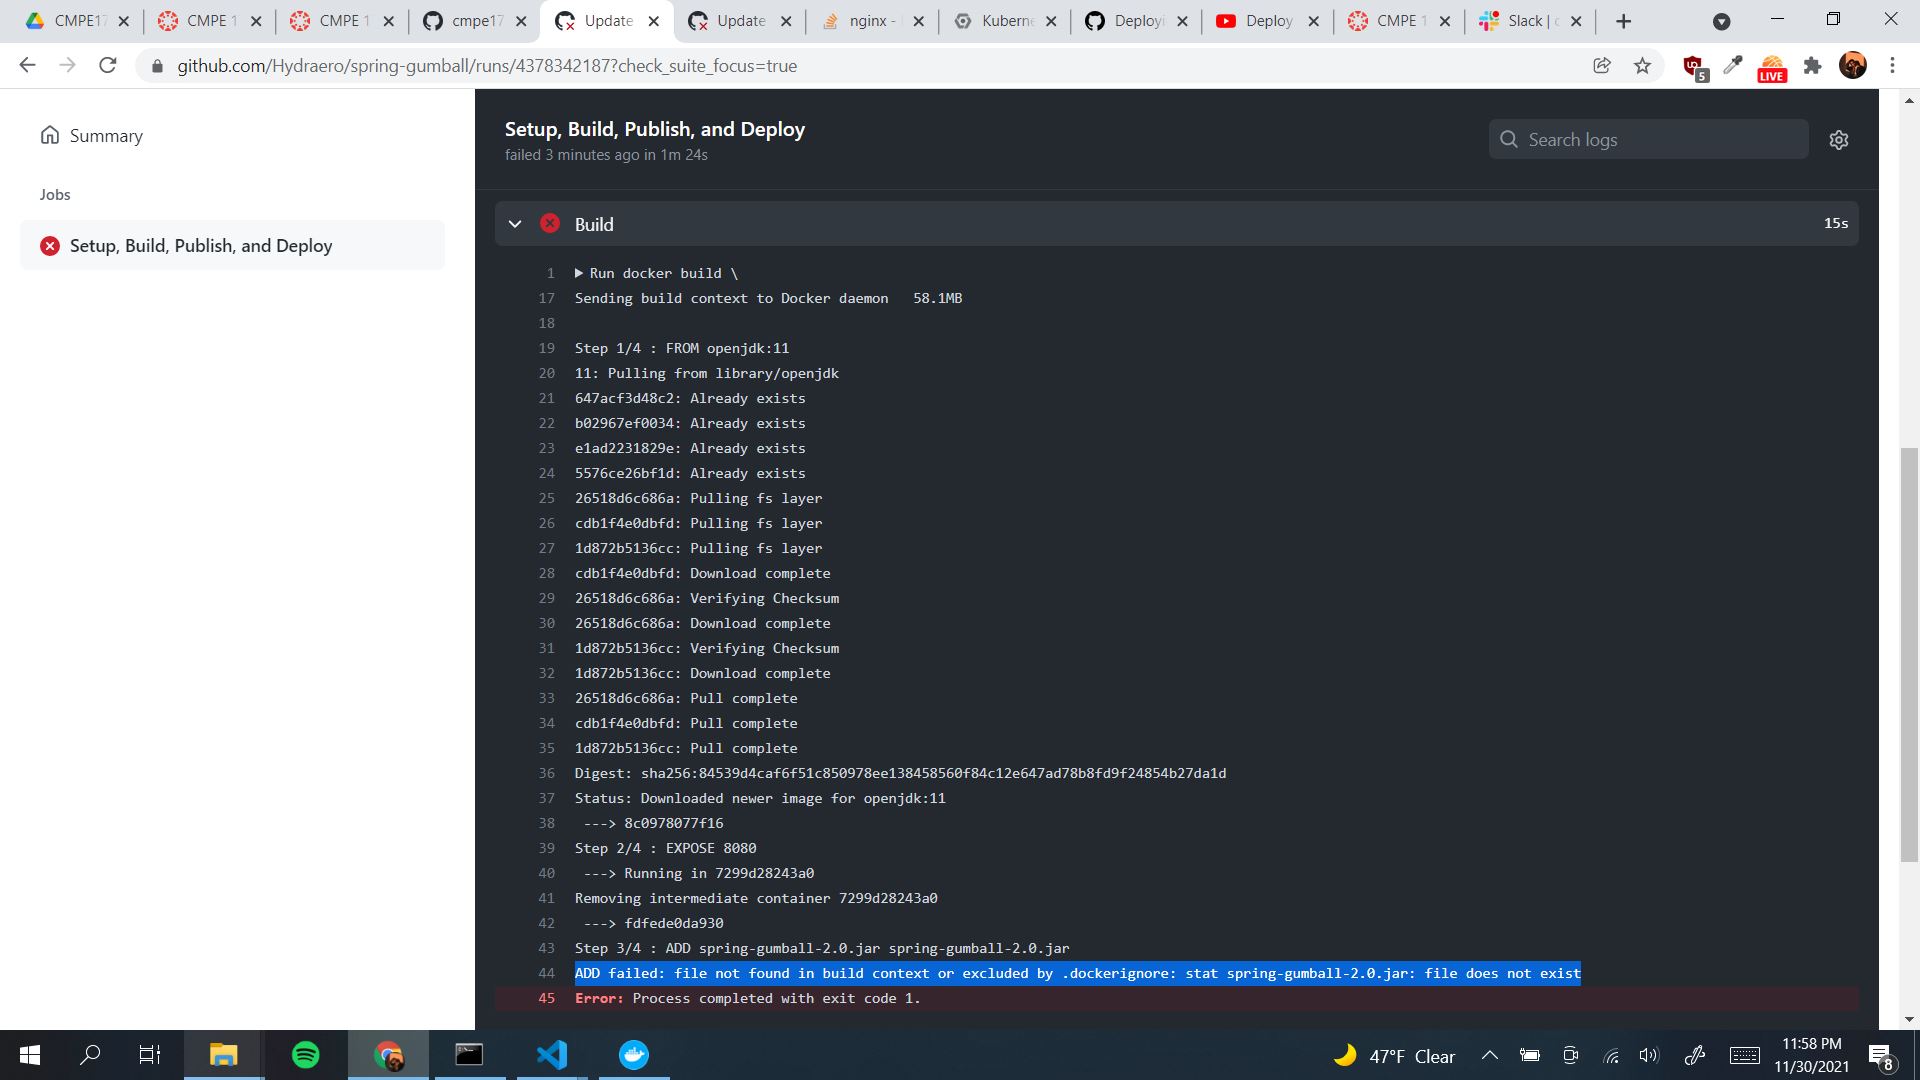 CMPE17
CMPE 1
CMPE 1
cmpe17
Update
Update
nginx -
Kuberne
Deployi
Deploy
CMPE 1
Slack |
github.com/Hydraero/spring-gumball/runs/4378342187?check_suite_focus=true
5
LIVE
Summary
Jobs
Setup, Build, Publish, and Deploy
Setup, Build, Publish, and Deploy
failed 3 minutes ago in 1m 24s
Search logs
Build
15s
1 Run docker build \
17 Sending build context to Docker daemon 58.1MB
18
19 Step 1/4 : FROM openjdk:11
20 11: Pulling from library/openjdk
21 647acf3d48c2: Already exists
22 b02967ef0034: Already exists
23 e1ad2231829e: Already exists
24 5576ce26bf1d: Already exists
25 26518d6c686a: Pulling fs layer
26 cdb1f4e0dbfd: Pulling fs layer
27 1d872b5136cc: Pulling fs layer
28 cdb1f4e0dbfd: Download complete
29 26518d6c686a: Verifying Checksum
30 26518d6c686a: Download complete
31 1d872b5136cc: Verifying Checksum
32 1d872b5136cc: Download complete
33 26518d6c686a: Pull complete
34 cdb1f4e0dbfd: Pull complete
35 1d872b5136cc: Pull complete
36 Digest: sha256:84539d4caf6f51c850978ee138458560f84c12e647ad78b8fd9f24854b27da1d
37 Status: Downloaded newer image for openjdk:11
38 ---> 8c0978077f16
39 Step 2/4 : EXPOSE 8080
40 ---> Running in 7299d28243a0
41 Removing intermediate container 7299d28243a0
42 ---> fdfede0da930
43 Step 3/4 : ADD spring-gumball-2.0.jar spring-gumball-2.0.jar
44 ADD failed: file not found in build context or excluded by .dockerignore: stat spring-gumball-2.0.jar: file does not exist
45 Error: Process completed with exit code 1.
47°F Clear
11:58 PM
11/30/2021
8